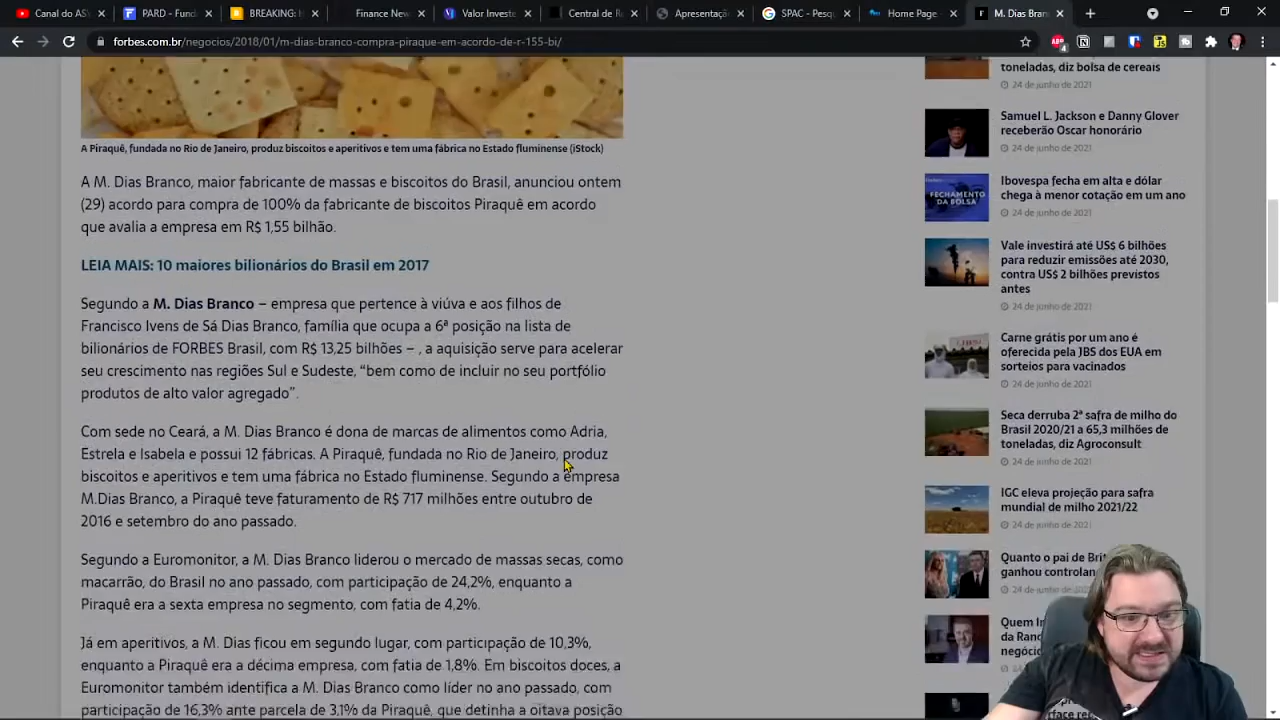 Canal do AS
PARD - Fund
BREAKING:
Finance New
Valor Investe
Central de R
Apresentaçã
SPAC - Pesq
Home Page
M. Dias Bran
forbes.com.br/negocios/2018/01/m-dias-branco-compra-piraque-em-acordo-de-r-155-bi/
A Piraquê, fundada no Rio de Janeiro, produz biscoitos e aperitivos e tem uma fábrica no Estado fluminense (iStock)
A M. Dias Branco, maior fabricante de massas e biscoitos do Brasil, anunciou ontem
(29) acordo para compra de 100% da fabricante de biscoitos Piraquê em acordo
que avalia a empresa em R$ 1,55 bilhão.
LEIA MAIS: 10 maiores bilionários do Brasil em 2017
Segundo a M. Dias Branco – empresa que pertence à viúva e aos filhos de
Francisco Ivens de Sá Dias Branco, família que ocupa a 6ª posição na lista de
bilionários de FORBES Brasil, com R$ 13,25 bilhões – , a aquisição serve para acelerar
seu crescimento nas regiões Sul e Sudeste, “bem como de incluir no seu portfólio
produtos de alto valor agregado”.
Com sede no Ceará, a M. Dias Branco é dona de marcas de alimentos como Adria,
Estrela e Isabela e possui 12 fábricas. A Piraquê, fundada no Rio de Janeiro, produz
biscoitos e aperitivos e tem uma fábrica no Estado fluminense. Segundo a empresa
M.Dias Branco, a Piraquê teve faturamento de R$ 717 milhões entre outubro de
2016 e setembro do ano passado.
Segundo a Euromonitor, a M. Dias Branco liderou o mercado de massas secas, como
macarrão, do Brasil no ano passado, com participação de 24,2%, enquanto a
Piraquê era a sexta empresa no segmento, com fatia de 4,2%.
Já em aperitivos, a M. Dias ficou em segundo lugar, com participação de 10,3%,
enquanto a Piraquê era a décima empresa, com fatia de 1,8%. Em biscoitos doces, a
Euromonitor também identifica a M. Dias Branco como líder no ano passado, com
participação de 16,3% ante parcela de 3,1% da Piraquê, que detinha a oitava posição
toneladas, diz bolsa de cereais
24 de junho de 2021
Samuel L. Jackson e Danny Glover
receberão Oscar honorário
24 de junho de 2021
FECHAMENTO
DA BOLSA
Ibovespa fecha em alta e dólar
chega à menor cotação em um ano
24 de junho de 2021
Vale investirá até US$ 6 bilhões
para reduzir emissões até 2030,
contra US$ 2 bilhões previstos
antes
24 de junho de 2021
Carne grátis por um ano é
oferecida pela JBS dos EUA em
sorteios para vacinados
24 de junho de 2021
Seca derruba 2ª safra de milho do
Brasil 2020/21 a 65,3 milhões de
toneladas, diz Agroconsult
24 de junho de 2021
IGC eleva projeção para safra
mundial de milho 2021/22
24 de junho de 2021
Quanto o pai de Brit
ganhou controlan
24 de junho de
Quem
da Ran
negóci